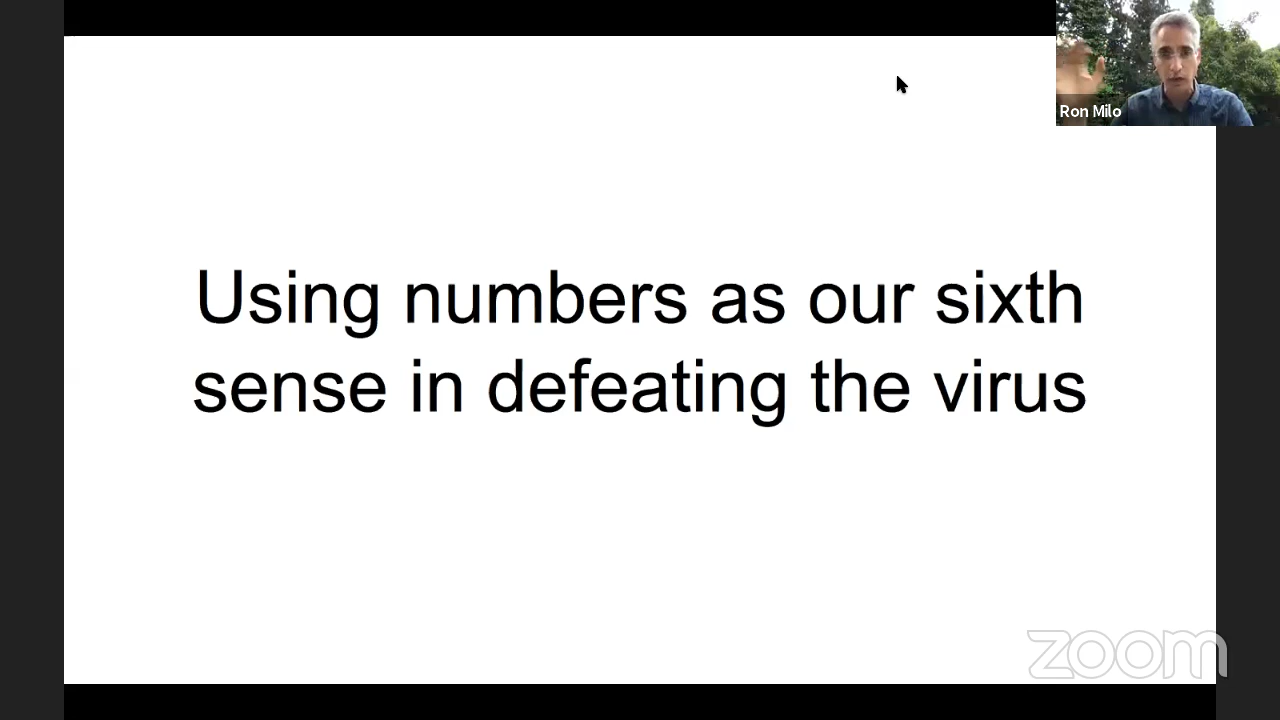 Ron Milo
Using numbers as our sixth
sense in defeating the virus
zoom